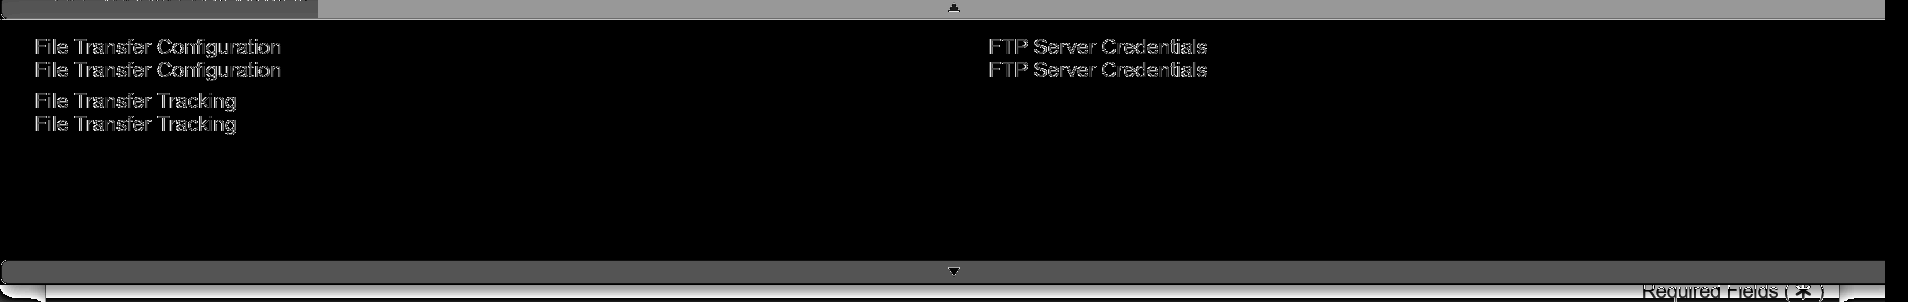 File Transfer Configuration
FTP Server Credentials
File Transfer Configuration
FTP Server Credentials
File Transfer Tracking
File Transfer Tracking
Required Fields ( * )